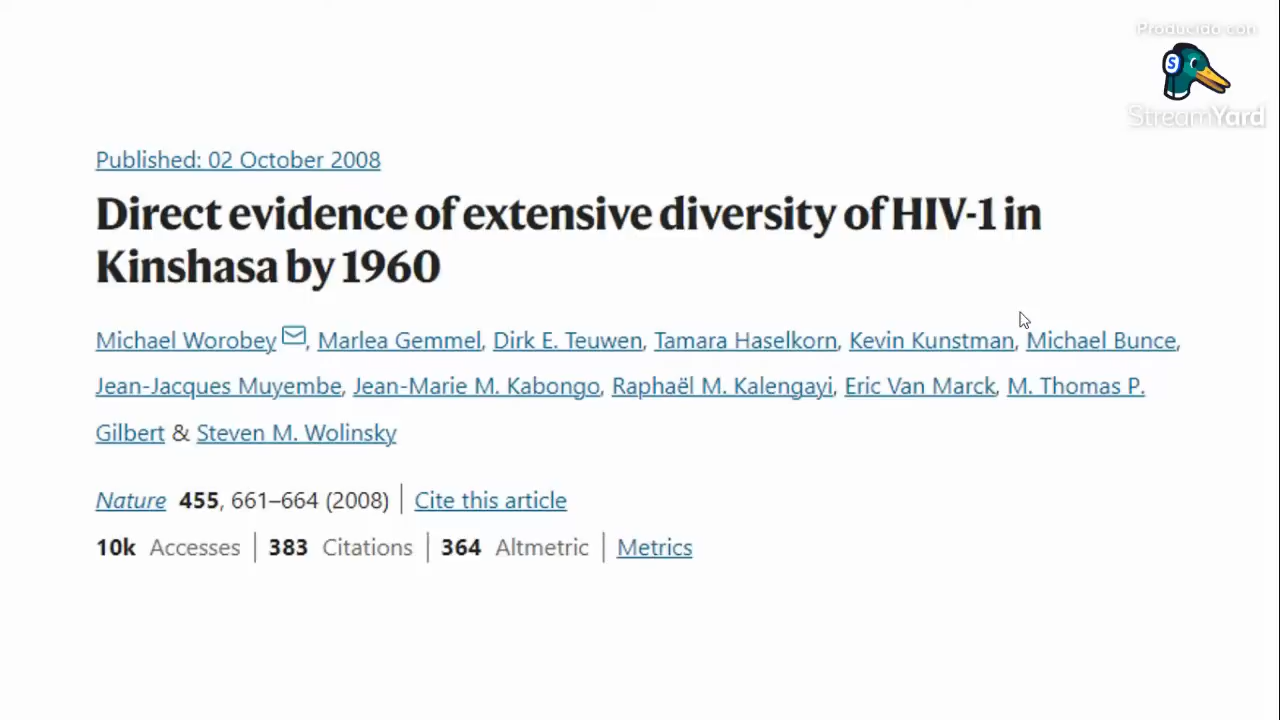 Producido con
StreamYard
Published: 02 October 2008
Direct evidence of extensive diversity of HIV-1 in
Kinshasa by 1960
Michael Worobey, Marlea Gemmel, Dirk E. Teuwen, Tamara Haselkorn, Kevin Kunstman, Michael Bunce,
Jean-Jacques Muyembe, Jean-Marie M. Kabongo, Raphaël M. Kalengayi, Eric Van Marck, M. Thomas P.
Gilbert & Steven M. Wolinsky
Nature 455, 661–664 (2008) | Cite this article
10k Accesses | 383 Citations | 364 Altmetric | Metrics